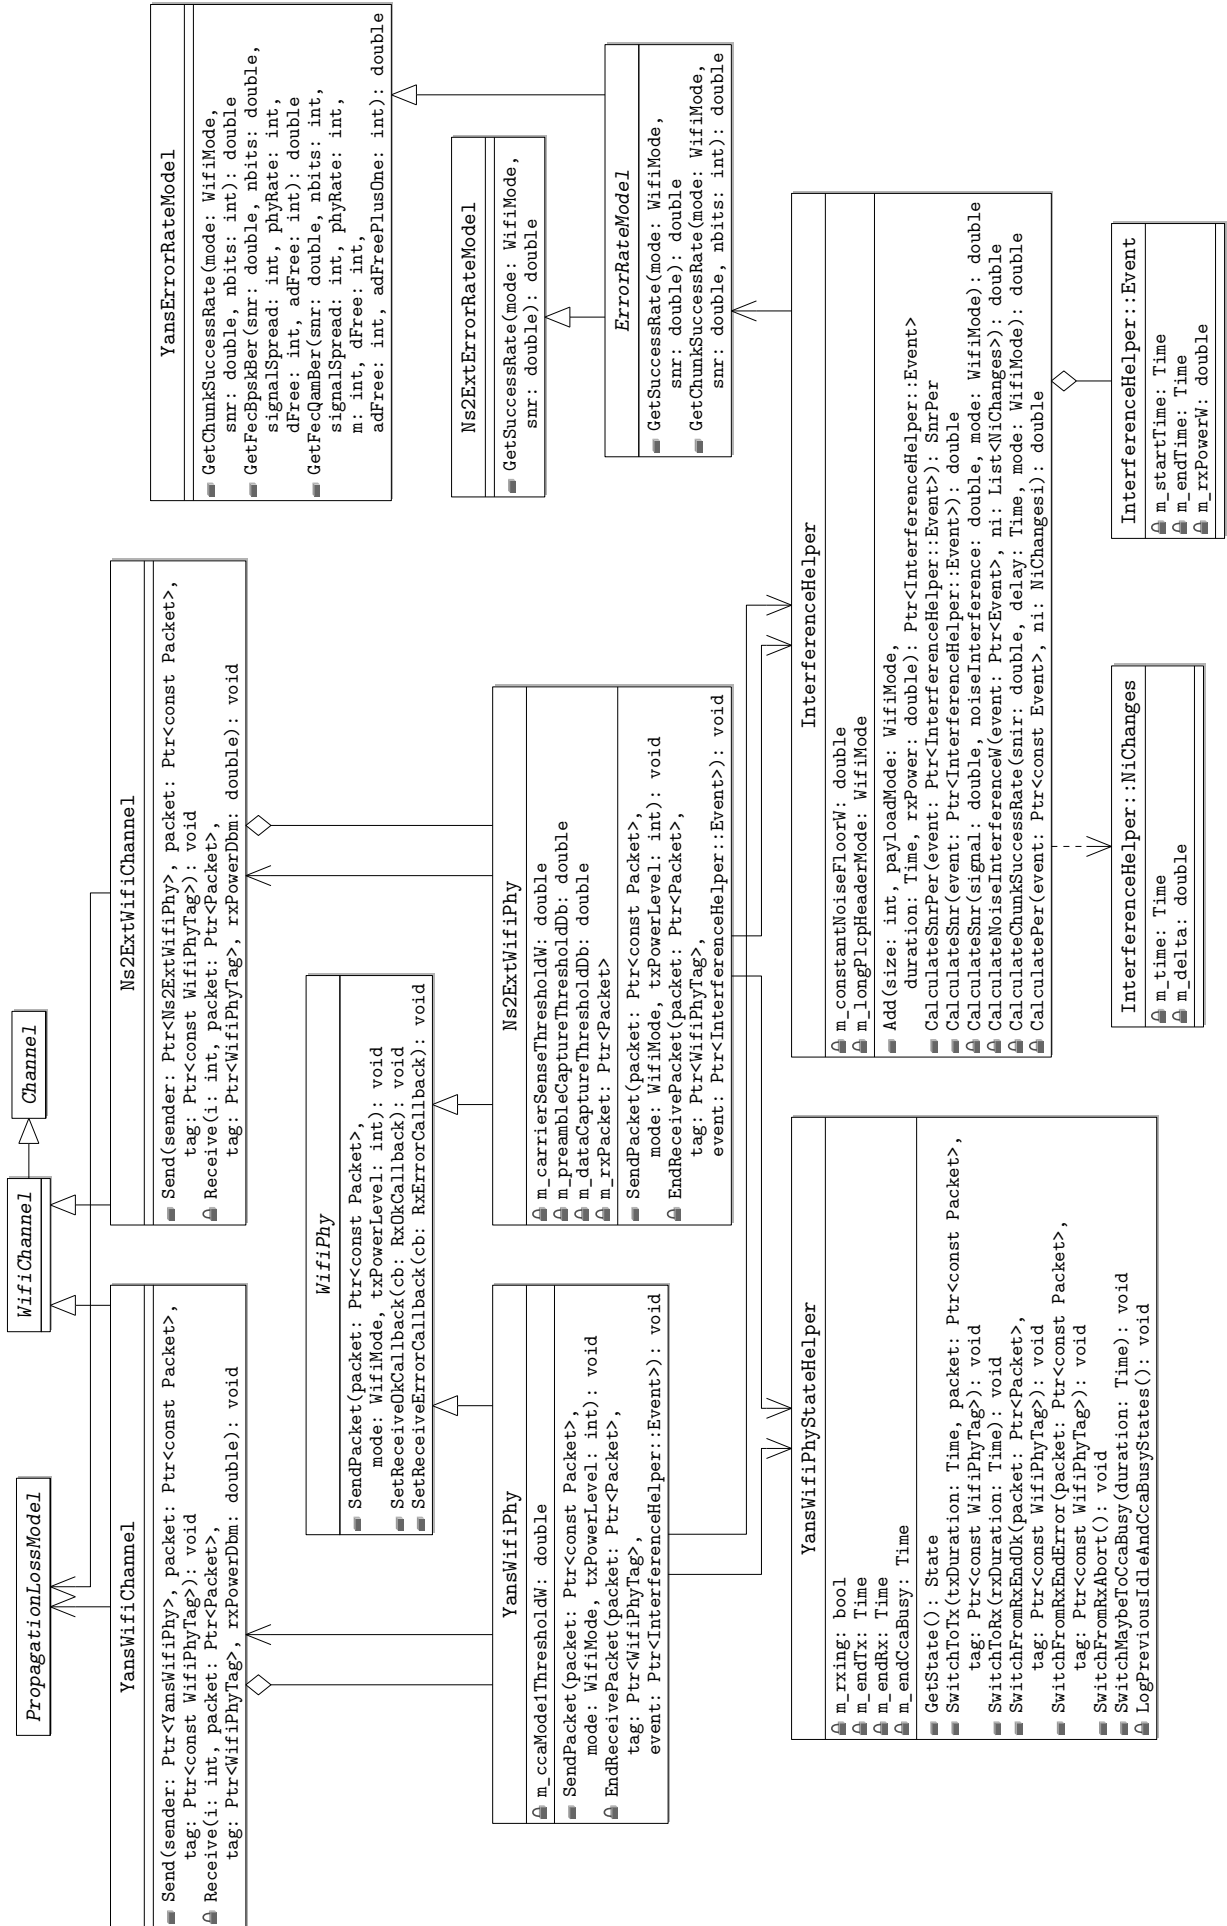 PropagationLossModel
WifiChannel
Channel
YansWifiChannel
Send(sender: Ptr<YansWifiPhy>, packet: Ptr<const Packet>,
tag: Ptr<const WifiPhyTag>): void
Receive(i: int, packet: Ptr<Packet>,
tag: Ptr<WifiPhyTag>, rxPowerDbm: double): void
Ns2ExtWifiChannel
Send(sender: Ptr<Ns2ExtWifiPhy>, packet: Ptr<const Packet>,
tag: Ptr<const WifiPhyTag>): void
Receive(i: int, packet: Ptr<Packet>,
tag: Ptr<WifiPhyTag>, rxPowerDbm: double): void
YansErrorRateModel
GetChunkSuccessRate(mode: WifiMode,
snr: double, nbits: int): double
GetFecBpskBer(snr: double, nbits: double,
signalSpread: int, phyRate: int,
dFree: int, adFree: int): double
GetFecQamBer(snr: double, nbits: int,
signalSpread: int, phyRate: int,
m: int, dFree: int,
adFree: int, adFreePlusOne: int): double
WifiPhy
SendPacket(packet: Ptr<const Packet>,
mode: WifiMode, txPowerLevel: int): void
SetReceiveOkCallback(cb: RxOkCallback): void
SetReceiveErrorCallback(cb: RxErrorCallback): void
Ns2ExtErrorRateModel
GetSuccessRate(mode: WifiMode,
snr: double): double
YansWifiPhy
m_ccaMode1ThresholdW: double
SendPacket(packet: Ptr<const Packet>,
mode: WifiMode, txPowerLevel: int): void
EndReceivePacket(packet: Ptr<Packet>,
tag: Ptr<WifiPhyTag>,
event: Ptr<InterferenceHelper::Event>): void
Ns2ExtWifiPhy
m_carrierSenseThresholdW: double
m_preambleCaptureThresholdDb: double
m_dataCaptureThresholdDb: double
m_rxPacket: Ptr<Packet>
SendPacket(packet: Ptr<const Packet>,
mode: WifiMode, txPowerLevel: int): void
EndReceivePacket(packet: Ptr<Packet>,
tag: Ptr<WifiPhyTag>,
event: Ptr<InterferenceHelper::Event>): void
ErrorRateModel
GetSuccessRate(mode: WifiMode,
snr: double): double
GetChunkSuccessRate(mode: WifiMode,
snr: double, nbits: int): double
YansWifiPhyStateHelper
m_rxring: bool
m_endTx: Time
m_endRx: Time
m_endCcaBusy: Time
GetState(): State
SwitchToTx(txDuration: Time, packet: Ptr<const Packet>,
tag: Ptr<const WifiPhyTag>): void
SwitchToRx(rxDuration: Time): void
SwitchFromRxEndOk(packet: Ptr<Packet>,
tag: Ptr<const WifiPhyTag>): void
SwitchFromRxEndError(packet: Ptr<const Packet>,
tag: Ptr<const WifiPhyTag>): void
SwitchFromRxAbort(): void
SwitchMaybeToCcaBusy(duration: Time): void
LogPreviousIdleAndCcaBusyStates(): void
InterferenceHelper
m_constantNoiseFloorW: double
m_longPlcpHeaderMode: WifiMode
Add(size: int, payloadMode: WifiMode,
duration: Time, rxPower: double): Ptr<InterferenceHelper::Event>
CalculateSnrPer(event: Ptr<InterferenceHelper::Event>): SnrPer
CalculateSnr(event: Ptr<InterferenceHelper::Event>): double
CalculateSnr(signal: double, noiseInterference: double, mode: WifiMode): double
CalculateNoiseInterferenceW(event: Ptr<Event>, ni: List<NiChanges>): double
CalculateChunkSuccessRate(snir: double, delay: Time, mode: WifiMode): double
CalculatePer(event: Ptr<const Event>, ni: NiChangesi): double
InterferenceHelper::NiChanges
m_time: Time
m_delta: double
InterferenceHelper::Event
m_startTime: Time
m_endTime: Time
m_rxPowerW: double